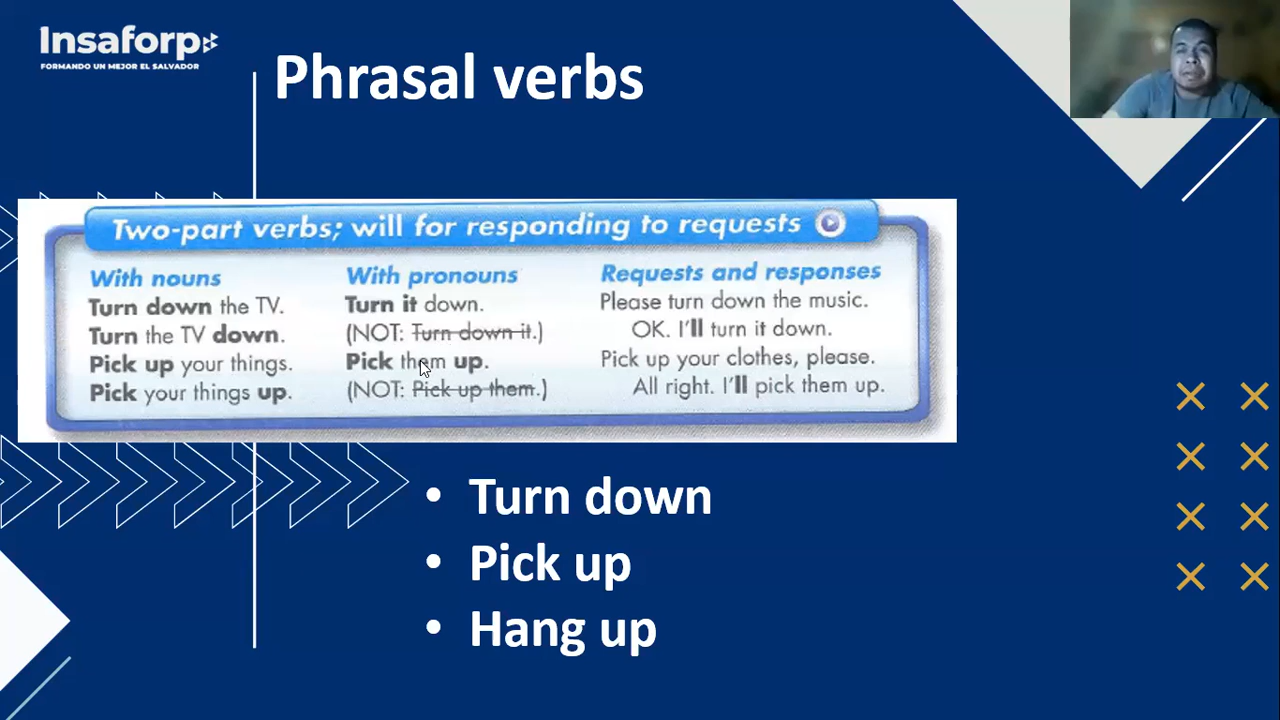 Insaforp
FORMANDO UN MEJOR EL SALVADOR
Phrasal verbs
Two-part verbs; will for responding to requests
With nouns
Turn down the TV.
Turn the TV down.
Pick up your things.
Pick your things up.
With pronouns
Turn it down.
(NOT: Turn down it.)
Pick them up.
(NOT: Pick up them.)
Requests and responses
Please turn down the music.
OK. I'll turn it down.
Pick up your clothes, please.
All right. I'll pick them up.
• Turn down
• Pick up
• Hang up